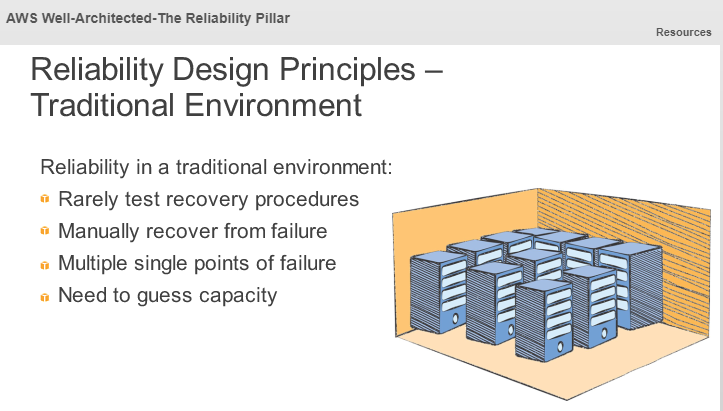 AWS Well-Architected-The Reliability Pillar
Resources
Reliability Design Principles –
Traditional Environment
Reliability in a traditional environment:
Rarely test recovery procedures
Manually recover from failure
Multiple single points of failure
Need to guess capacity